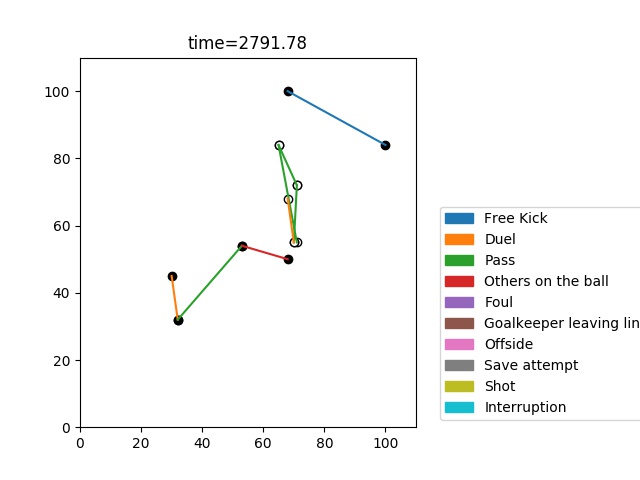 time=2791.78
100
80
60
40
20
0
0 20 40 60 80 100
Free Kick
Duel
Pass
Others on the ball
Foul
Goalkeeper leaving lin
Offside
Save attempt
Shot
Interruption